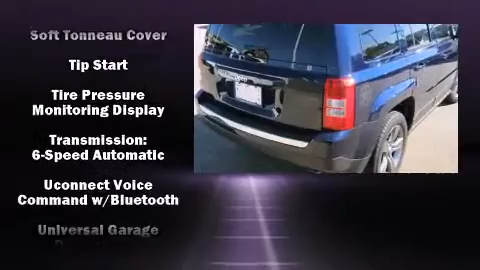 Soft Tonneau Cover
Tip Start
Tire Pressure
Monitoring Display
Transmission:
6-Speed Automatic
Uconnect Voice
Command w/Bluetooth
Universal Garage
Jeep